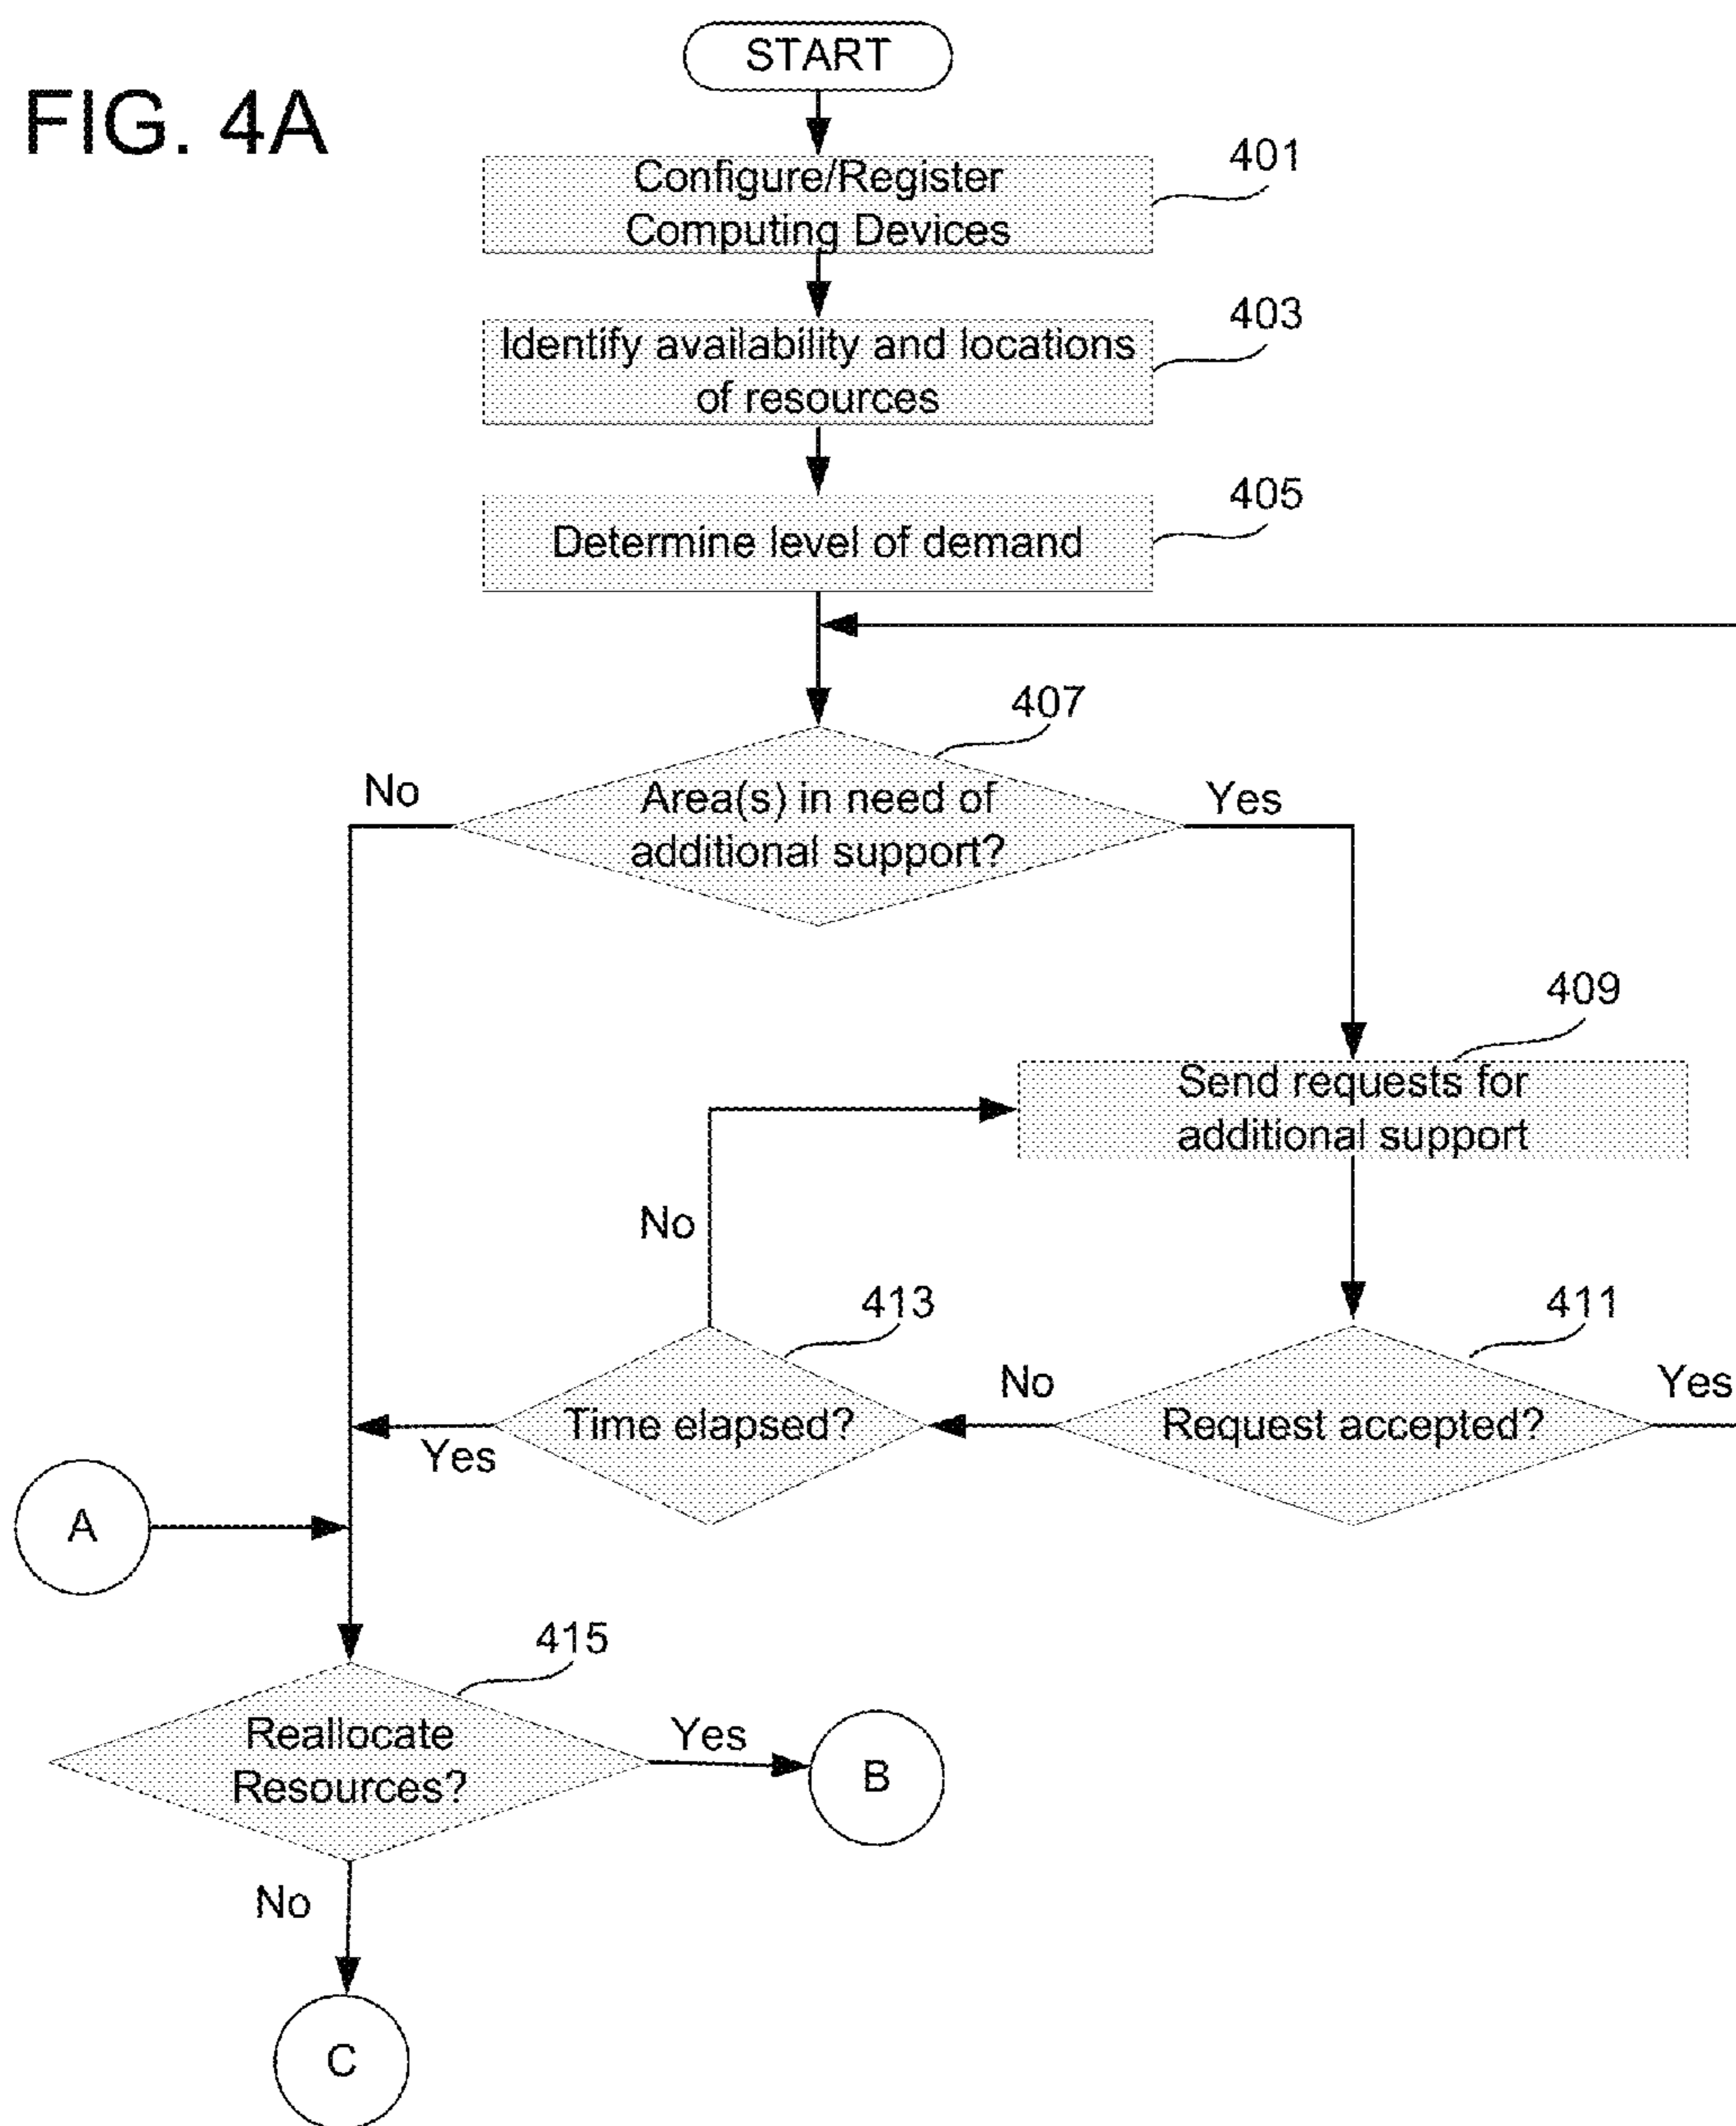 FIG. 4A
START
Configure/Register
Computing Devices
401
Identify availability and locations
of resources
403
Determine level of demand
405
407
No
Area(s) in need of
additional support?
Yes
409
Send requests for
additional support
No
413
411
Time elapsed?
No
Request accepted?
Yes
Yes
A
415
Reallocate
Resources?
Yes
B
No
C